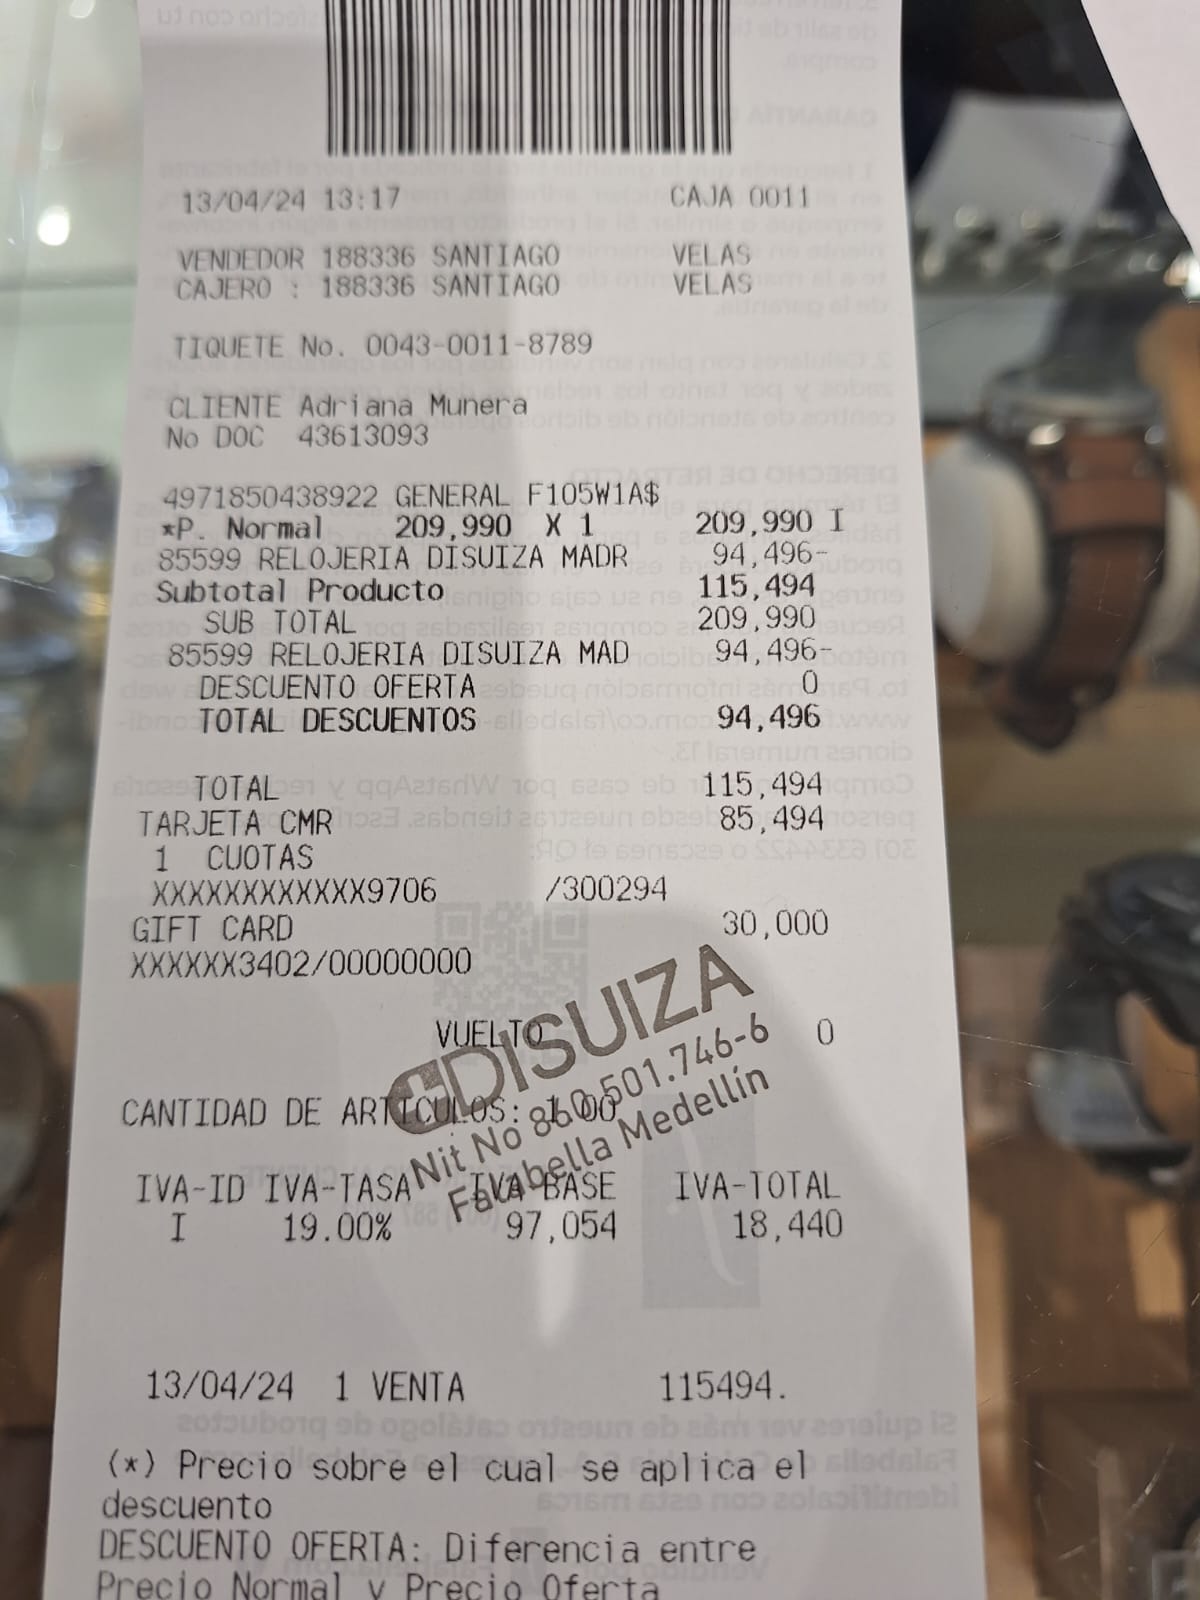 13/04/24 13:17 CAJA 0011
VENDEDOR 188336 SANTIAGO VELAS
CAJERO : 188336 SANTIAGO VELAS
TIQUETE No. 0043-0011-8789
CLIENTE Adriana Munera
No DOC 43613093
4971850438922 GENERAL F105W1A$
*P. Normal 209,990 X 1 209,990 I
85599 RELOJERIA DISUIZA MADR 94,496-
Subtotal Producto 115,494
SUB TOTAL 209,990
85599 RELOJERIA DISUIZA MAD 94,496-
DESCUENTO OFERTA 0
TOTAL DESCUENTOS 94,496
TOTAL 115,494
TARJETA CMR 85,494
1 CUOTAS
XXXXXXXXXXXX9706 /300294
GIFT CARD 30,000
XXXXXX3402/00000000
VUELTO 0
DISUIZA
Nit No 860.501.746-6
Falabella Medellín
CANTIDAD DE ARTICULOS: 1.00
IVA-ID IVA-TASA IVA-BASE IVA-TOTAL
I 19.00% 97,054 18,440
13/04/24 1 VENTA 115494.
(*) Precio sobre el cual se aplica el
descuento
DESCUENTO OFERTA: Diferencia entre
Precio Normal y Precio Oferta